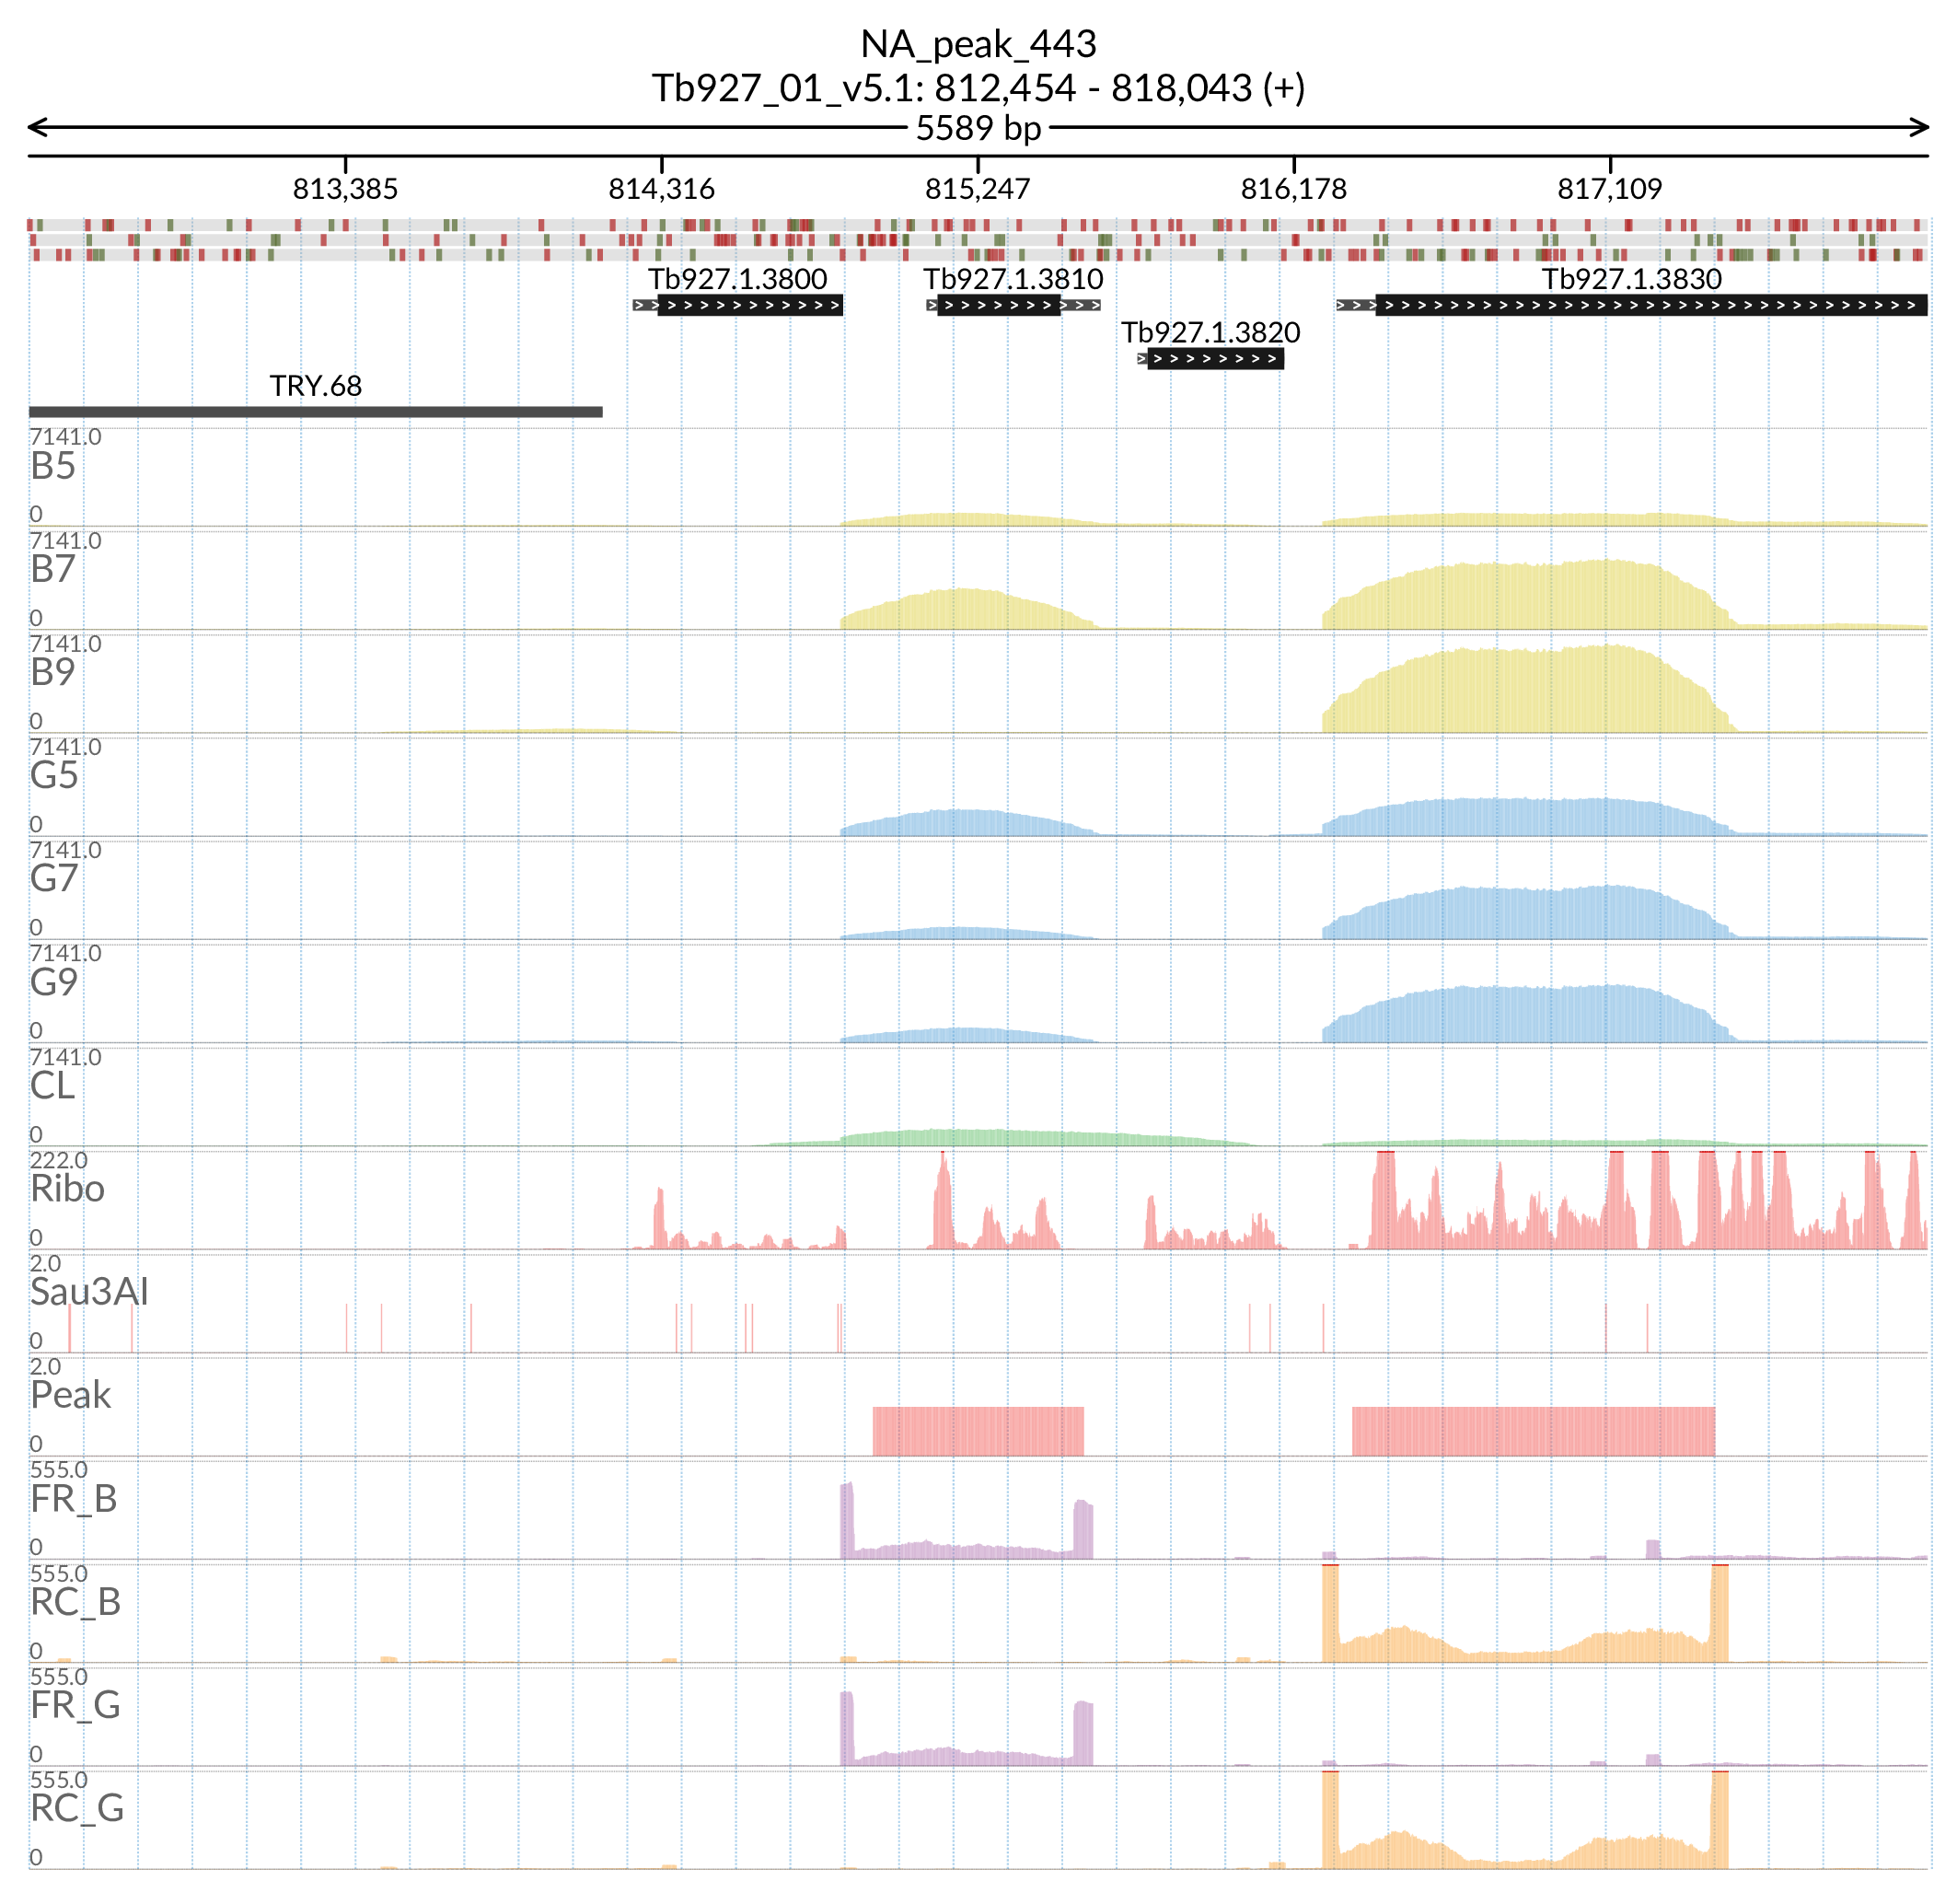 NA_peak_443
Tb927_01_v5.1: 812,454 - 818,043 (+)
5589 bp
813,385 814,316 815,247 816,178 817,109
Tb927.1.3800 Tb927.1.3810 Tb927.1.3830
Tb927.1.3820
TRY.68
7141.0
B5
0
7141.0
B7
0
7141.0
B9
0
7141.0
G5
0
7141.0
G7
0
7141.0
G9
0
7141.0
CL
0
222.0
Ribo
0
2.0
Sau3AI
0
2.0
Peak
0
555.0
FR_B
0
555.0
RC_B
0
555.0
FR_G
0
555.0
RC_G
0